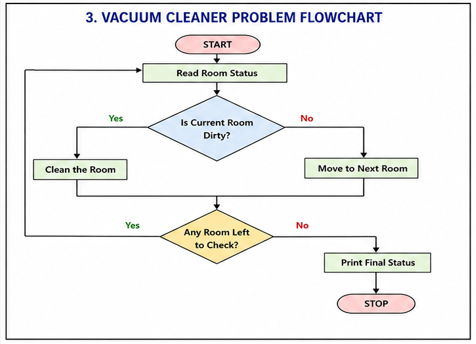 3. VACUUM CLEANER PROBLEM FLOWCHART
START
Read Room Status
Is Current Room
Dirty?
Yes
No
Clean the Room
Move to Next Room
Any Room Left
to Check?
Yes
No
Print Final Status
STOP